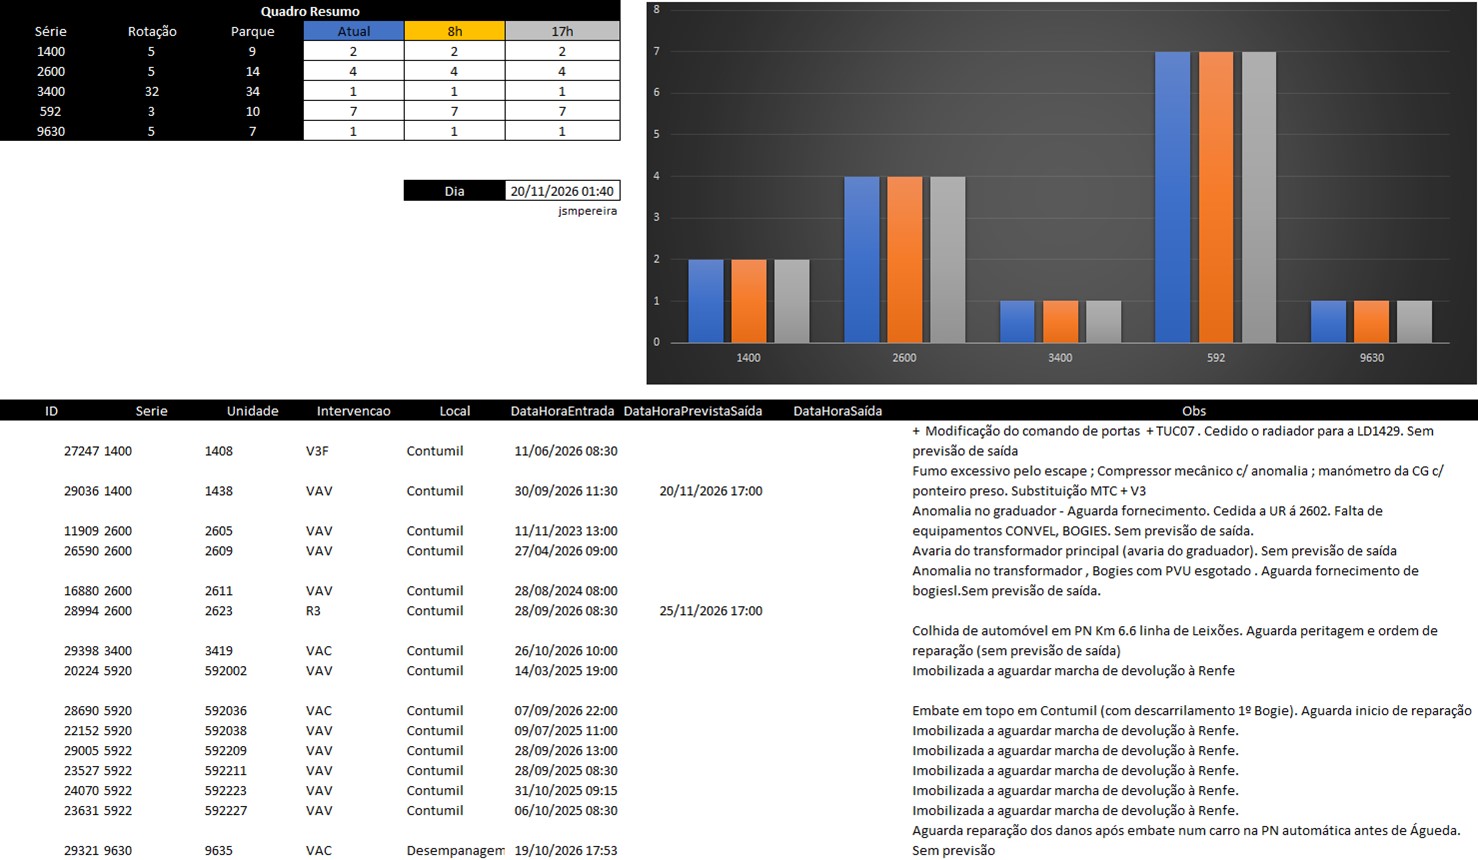 Quadro Resumo
Série Rotação Parque Atual 8h 17h
1400 5 9 2 2 2
2600 5 14 4 4 4
3400 32 34 1 1 1
592 3 10 7 7 7
9630 5 7 1 1 1
Dia 20/11/2026 01:40
jsmpereira
8
7
6
5
4
3
2
1
0
1400 2600 3400 592 9630
ID Serie Unidade Intervencao Local DataHoraEntrada DataHoraPrevistaSaída DataHoraSaída Obs
+ Modificação do comando de portas + TUC07 . Cedido o radiador para a LD1429. Sem
27247 1400 1408 V3F Contumil 11/06/2026 08:30 previsão de saída
Fumo excessivo pelo escape ; Compressor mecânico c/ anomalia ; manómetro da CG c/
29036 1400 1438 VAV Contumil 30/09/2026 11:30 20/11/2026 17:00 ponteiro preso. Substituição MTC + V3
Anomalia no graduador - Aguarda fornecimento. Cedida a UR á 2602. Falta de
11909 2600 2605 VAV Contumil 11/11/2023 13:00 equipamentos CONVEL, BOGIES. Sem previsão de saída.
26590 2600 2609 VAV Contumil 27/04/2026 09:00 Avaria do transformador principal (avaria do graduador). Sem previsão de saída
Anomalia no transformador , Bogies com PVU esgotado . Aguarda fornecimento de
16880 2600 2611 VAV Contumil 28/08/2024 08:00 bogiesl.Sem previsão de saída.
28994 2600 2623 R3 Contumil 28/09/2026 08:30 25/11/2026 17:00
Colhida de automóvel em PN Km 6.6 linha de Leixões. Aguarda peritagem e ordem de
29398 3400 3419 VAC Contumil 26/10/2026 10:00 reparação (sem previsão de saída)
20224 5920 592002 VAV Contumil 14/03/2025 19:00 Imobilizada a aguardar marcha de devolução à Renfe
28690 5920 592036 VAC Contumil 07/09/2026 22:00 Embate em topo em Contumil (com descarrilamento 1º Bogie). Aguarda inicio de reparação
22152 5920 592038 VAV Contumil 09/07/2025 11:00 Imobilizada a aguardar marcha de devolução à Renfe.
29005 5922 592209 VAV Contumil 28/09/2026 13:00 Imobilizada a aguardar marcha de devolução à Renfe.
23527 5922 592211 VAV Contumil 28/09/2025 08:30 Imobilizada a aguardar marcha de devolução à Renfe.
24070 5922 592223 VAV Contumil 31/10/2025 09:15 Imobilizada a aguardar marcha de devolução à Renfe.
23631 5922 592227 VAV Contumil 06/10/2025 08:30 Imobilizada a aguardar marcha de devolução à Renfe.
Aguarda reparação dos danos após embate num carro na PN automática antes de Águeda.
29321 9630 9635 VAC Desempanagem 19/10/2026 17:53 Sem previsão